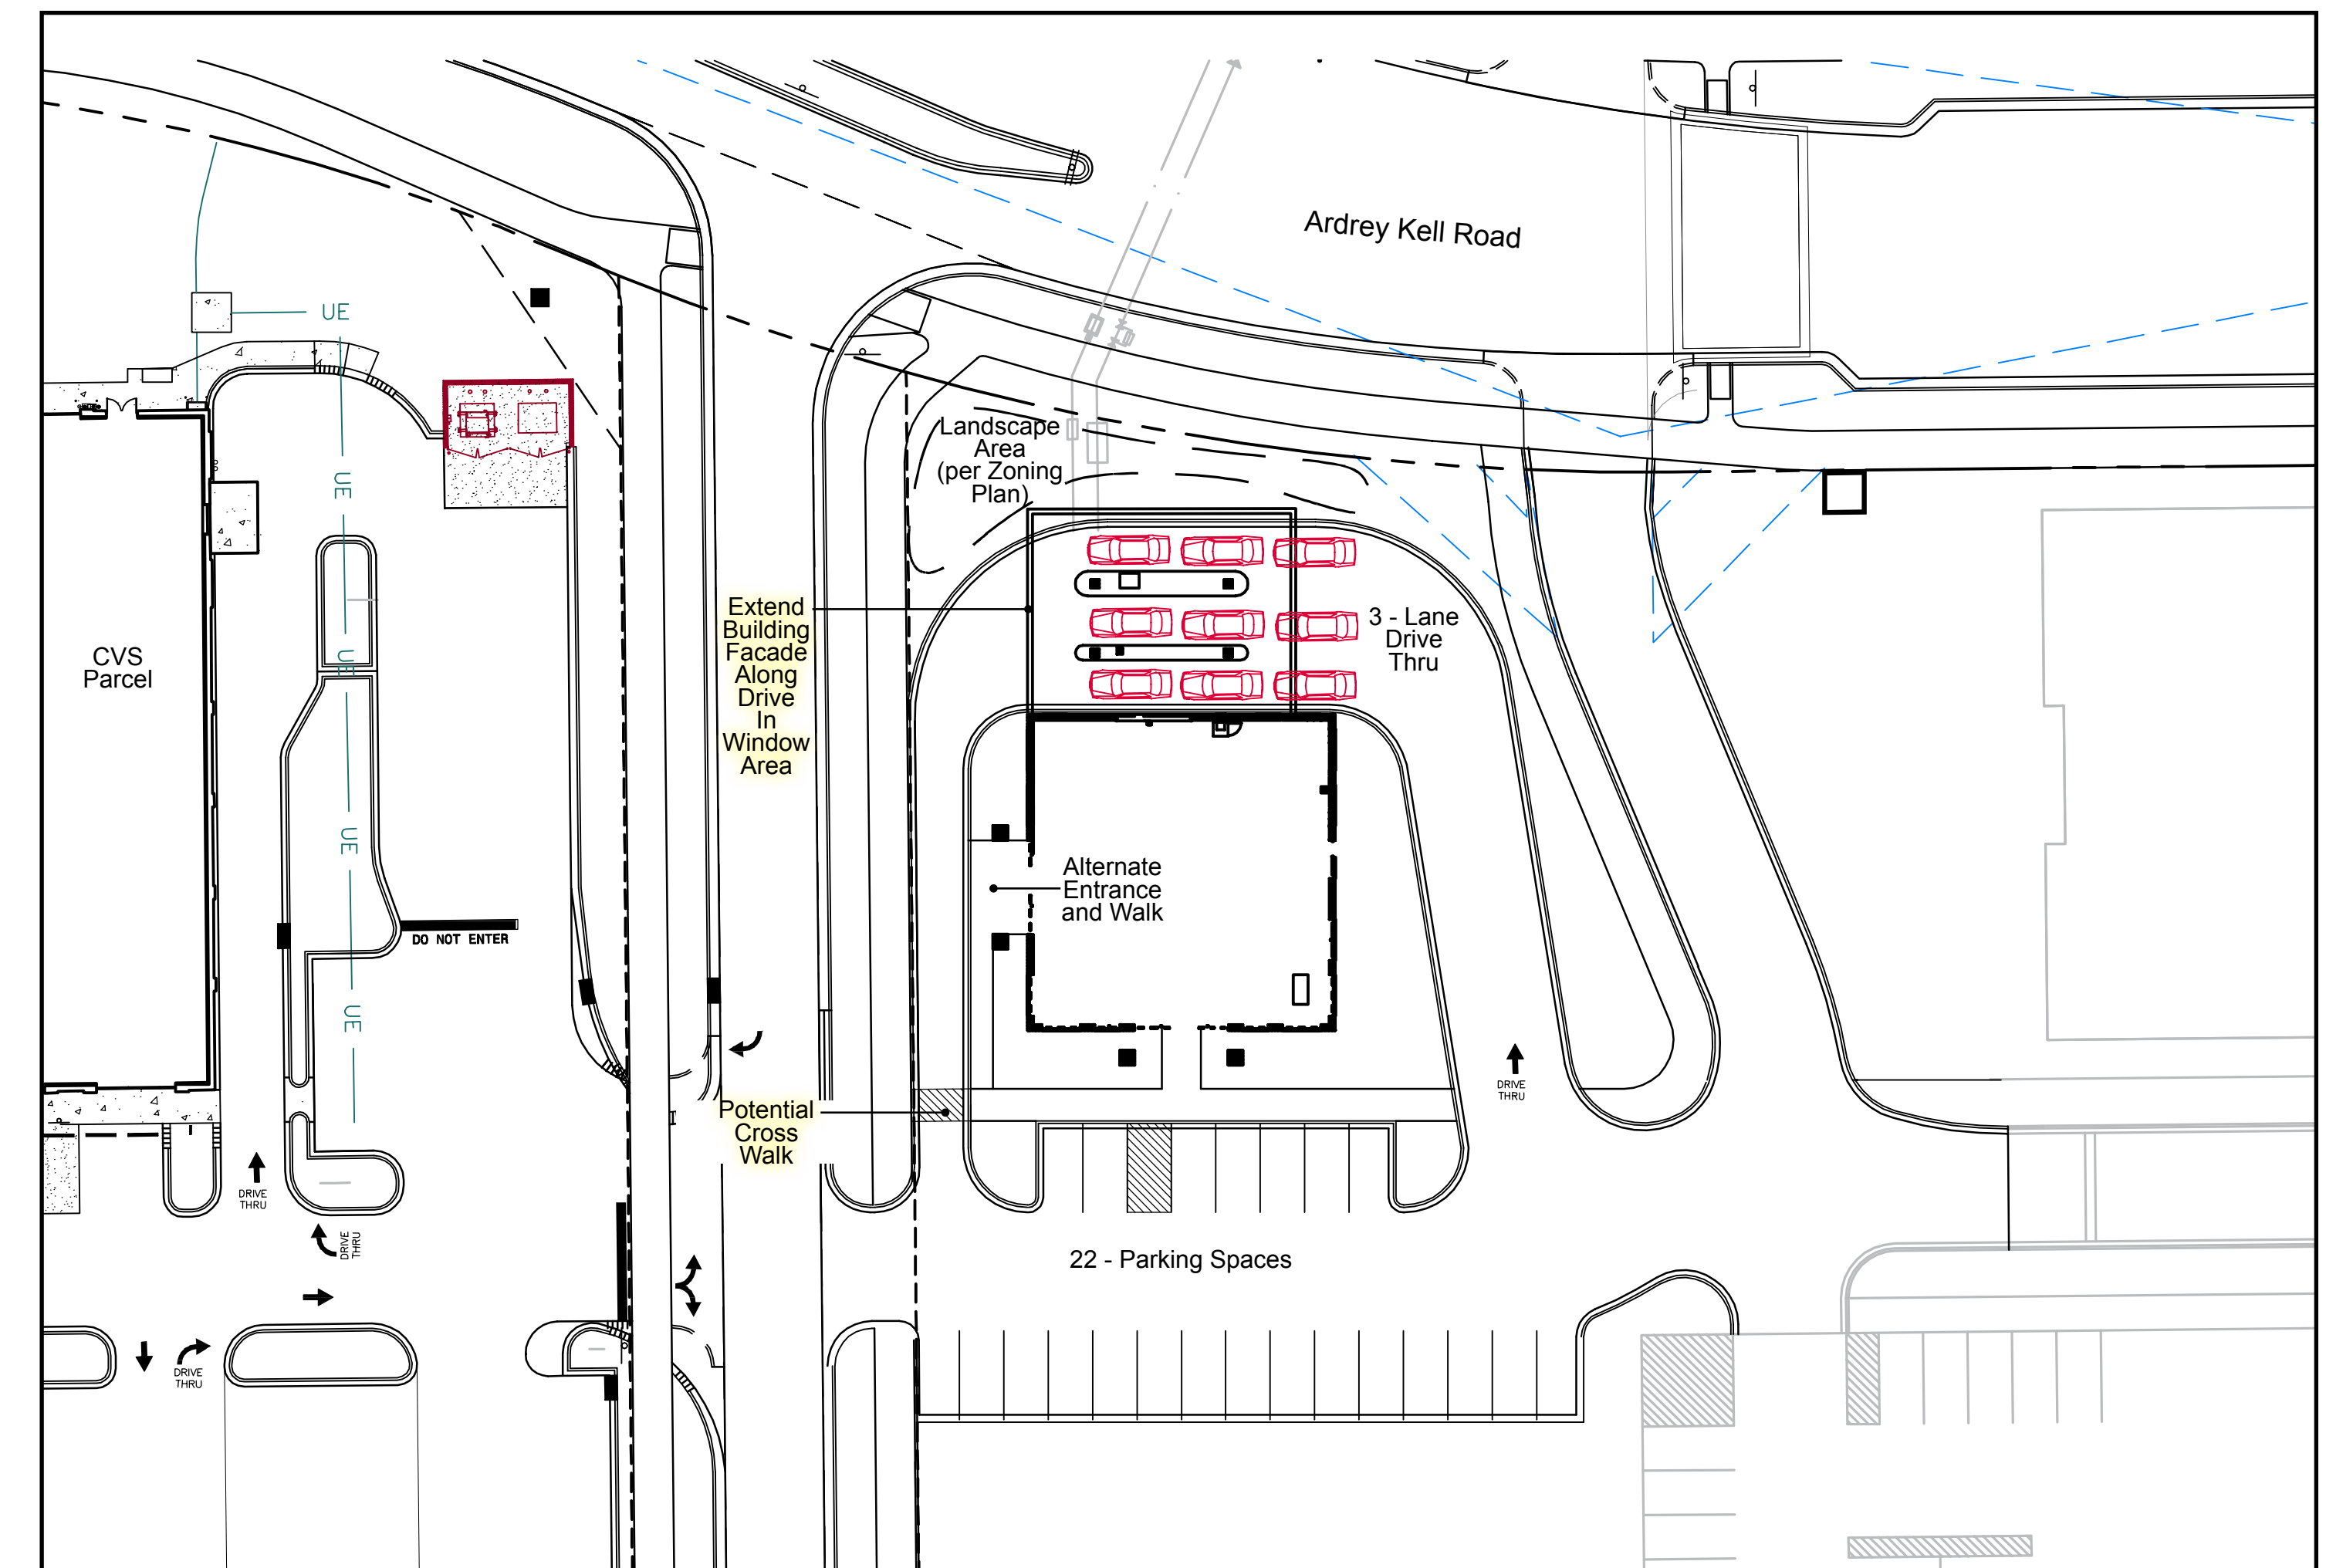 Ardrey Kell Road
UE
UE
UE
UE
UE
Landscape
Area
(per Zoning
Plan)
Extend
Building
Facade
Along
Drive
In
Window
Area
3 - Lane
Drive
Thru
CVS
Parcel
Alternate
Entrance
and Walk
DO NOT ENTER
DRIVE
THRU
Potential
Cross
Walk
DRIVE
THRU
DRIVE
THRU
22 - Parking Spaces
DRIVE
THRU